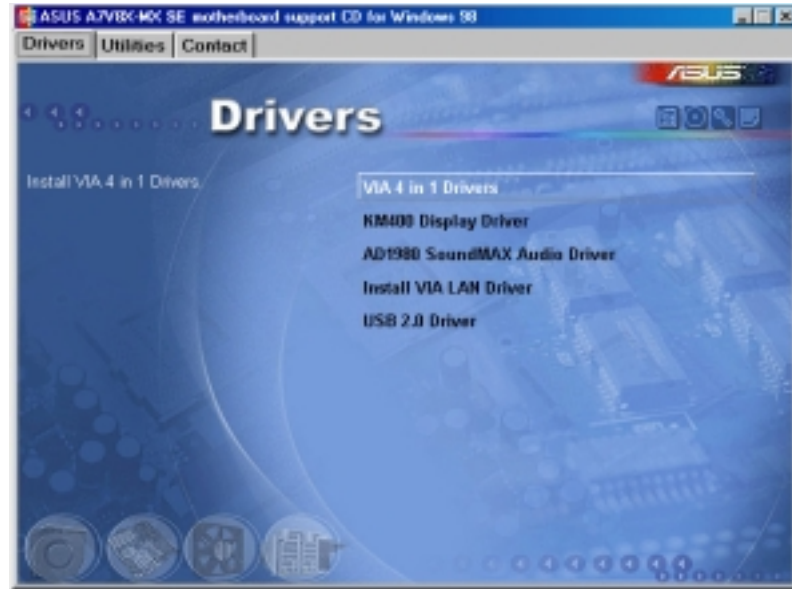 ASUS A7V8X-MX SE motherboard support CD for Windows 98
Drivers Utilities Contact
ASUS
Drivers
Install VIA 4 in 1 Drivers.
VIA 4 in 1 Drivers
KM400 Display Driver
AD1980 SoundMAX Audio Driver
Install VIA LAN Driver
USB 2.0 Driver